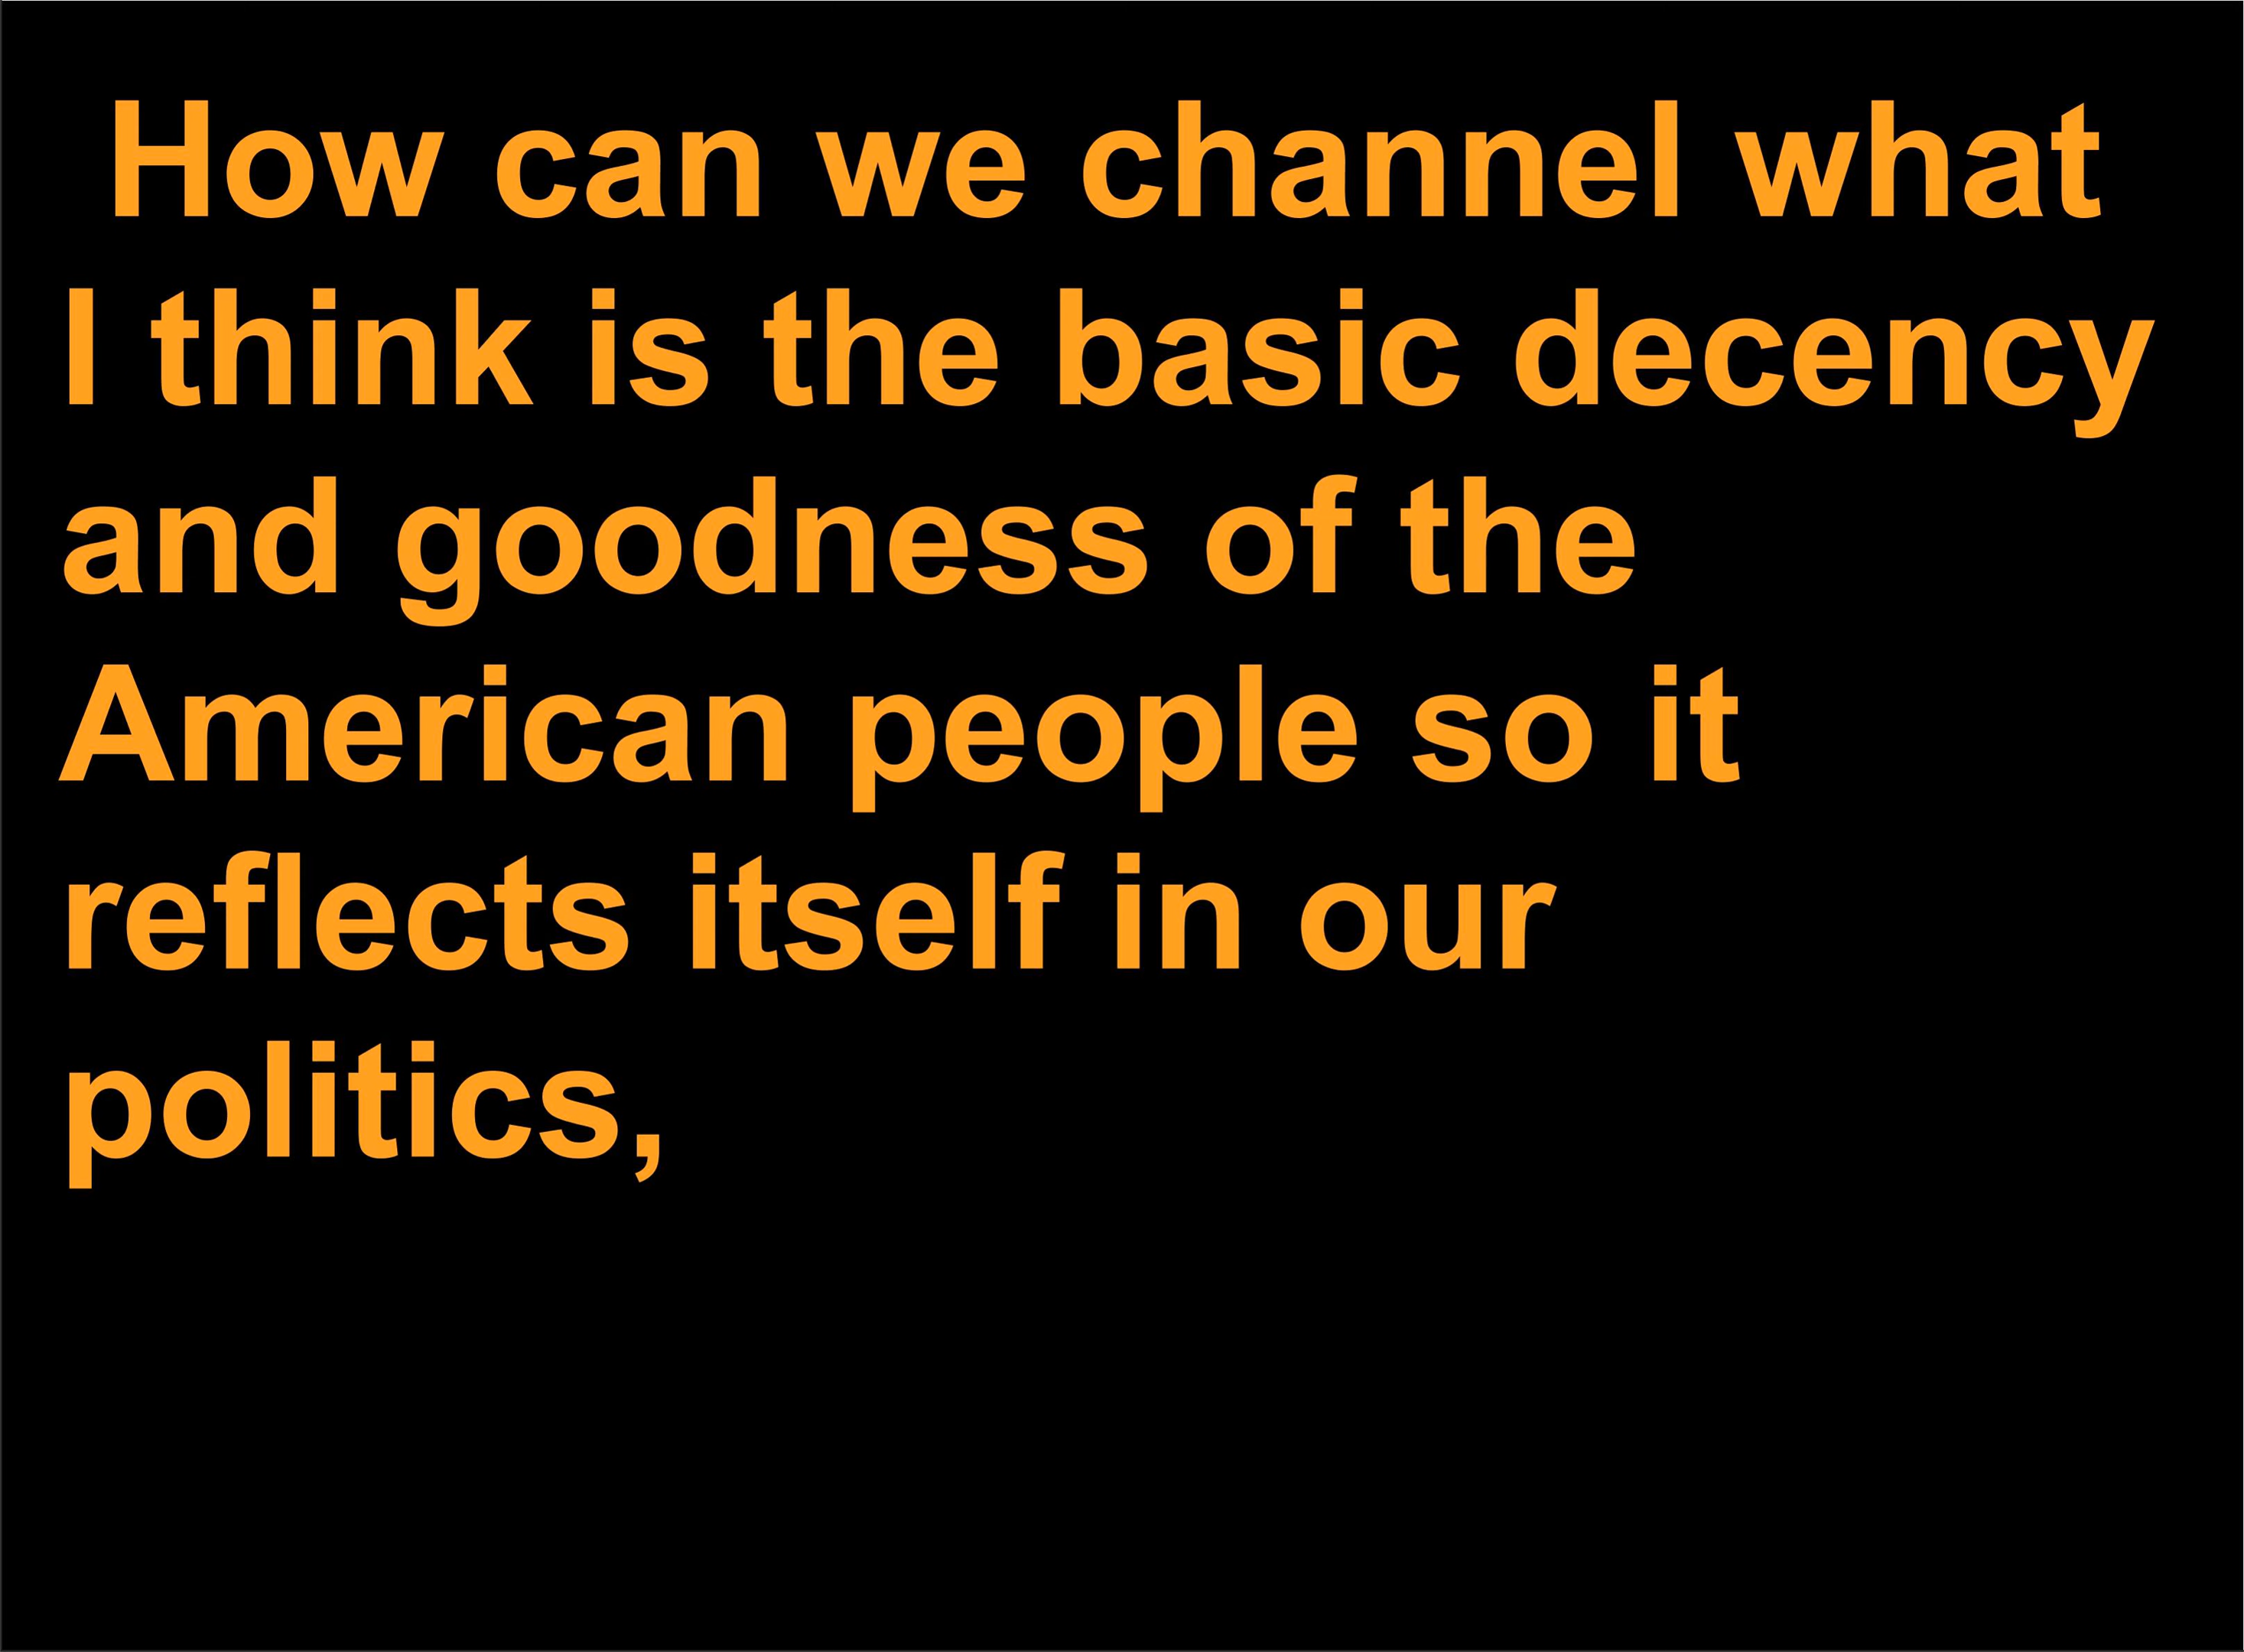 How can we channel what
I think is the basic decency
and goodness of the
American people so it
reflects itself in our
politics,